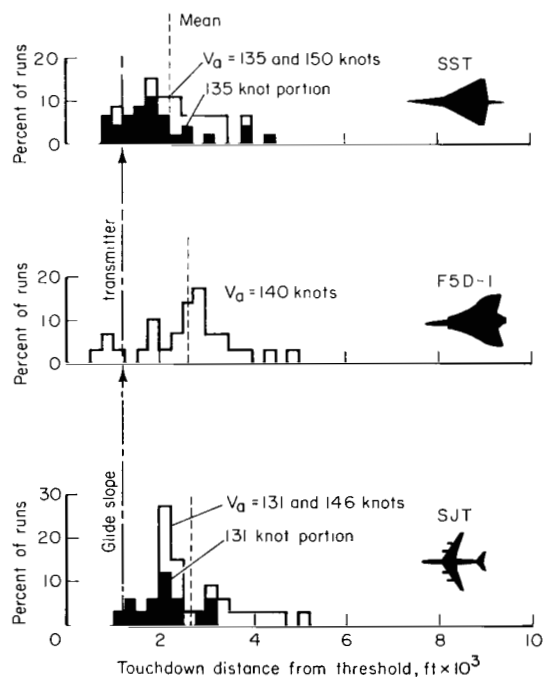 Mean
20
Vₐ = 135 and 150 knots
SST
135 knot portion
10
0
Percent of runs
transmitter
20
Vₐ = 140 knots
F5D-1
10
0
Percent of runs
Glide slope
30
Vₐ = 131 and 146 knots
SJT
131 knot portion
20
10
Percent of runs
0 2 4 6 8 10
Touchdown distance from threshold, ft × 10³